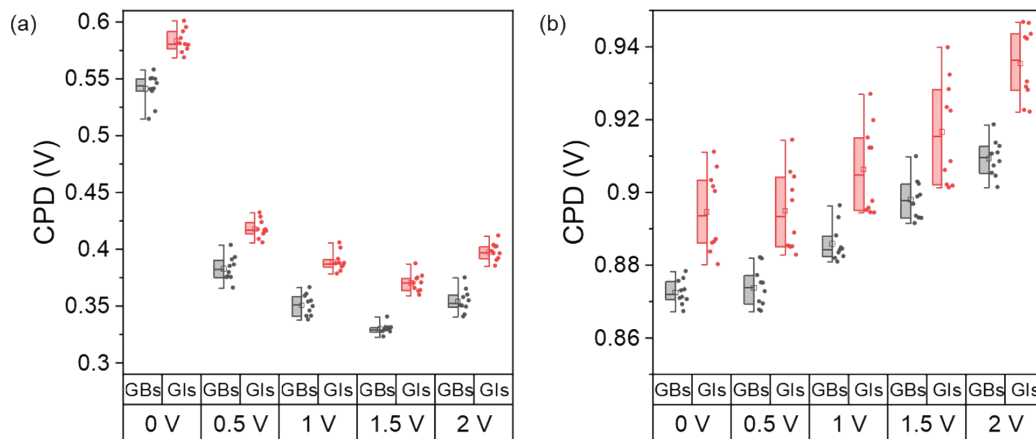 (a)
CPD (V)
0.6
0.55
0.5
0.45
0.4
0.35
0.3
GBs GIs GBs GIs GBs GIs GBs GIs GBs GIs
0 V 0.5 V 1 V 1.5 V 2 V
(b)
CPD (V)
0.94
0.92
0.9
0.88
0.86
GBs GIs GBs GIs GBs GIs GBs GIs GBs GIs
0 V 0.5 V 1 V 1.5 V 2 V